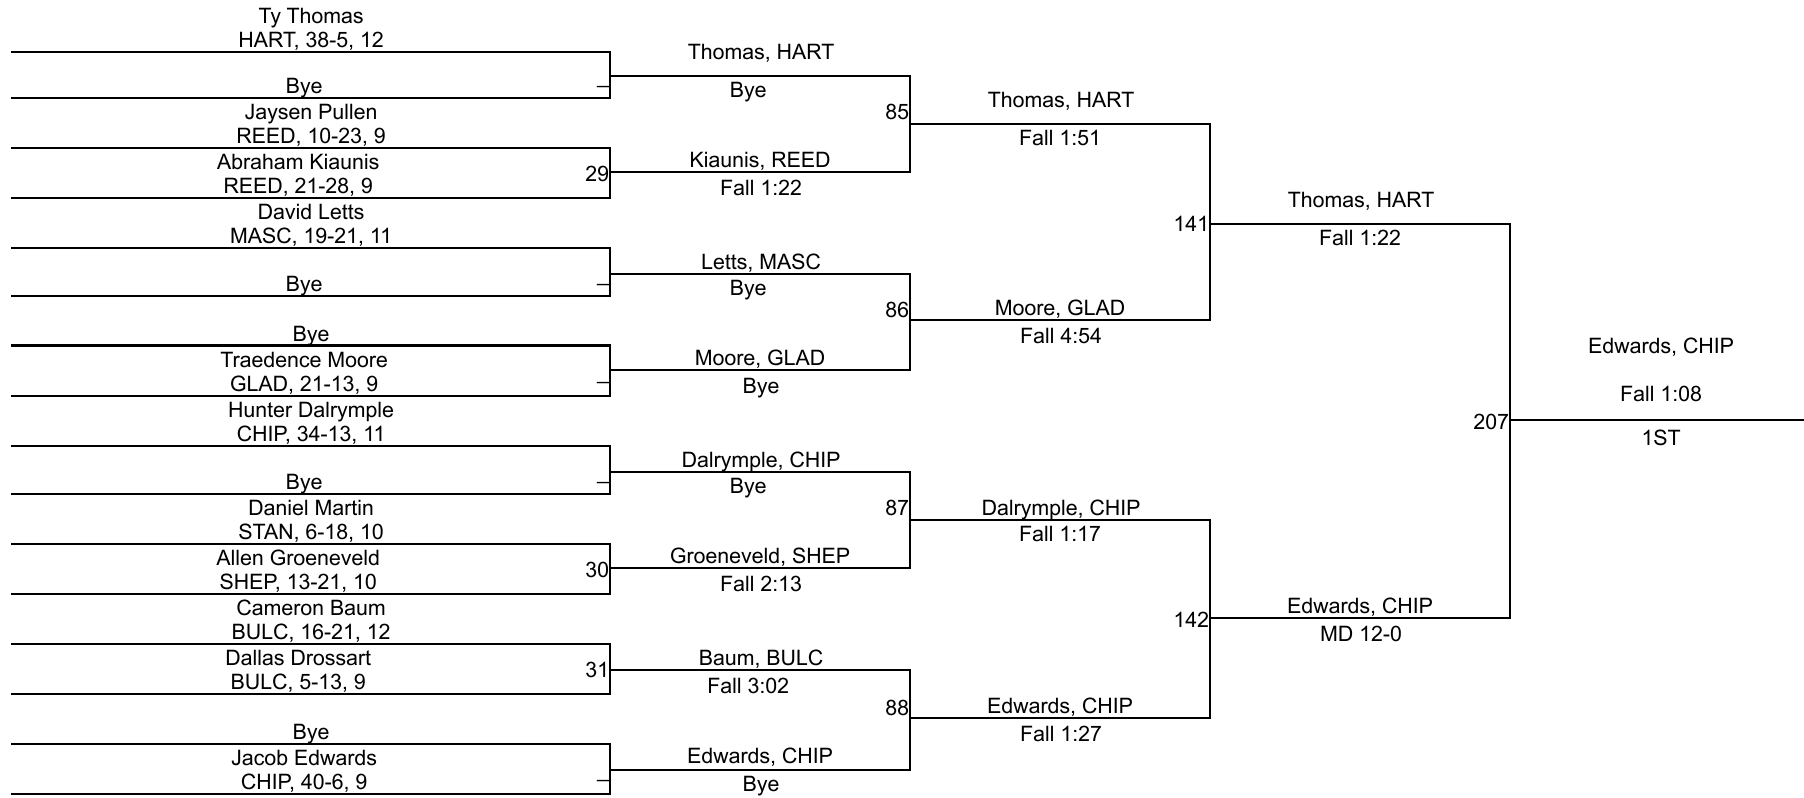 Ty Thomas
HART, 38-5, 12
Bye
Jaysen Pullen
REED, 10-23, 9
Abraham Kiaunis
REED, 21-28, 9
David Letts
MASC, 19-21, 11
Bye
Bye
Traedence Moore
GLAD, 21-13, 9
Hunter Dalrymple
CHIP, 34-13, 11
Bye
Daniel Martin
STAN, 6-18, 10
Allen Groeneveld
SHEP, 13-21, 10
Cameron Baum
BULC, 16-21, 12
Dallas Drossart
BULC, 5-13, 9
Bye
Jacob Edwards
CHIP, 40-6, 9
29
30
31
Thomas, HART
Bye
Kiaunis, REED
Fall 1:22
Letts, MASC
Bye
Moore, GLAD
Bye
Dalrymple, CHIP
Bye
Groeneveld, SHEP
Fall 2:13
Baum, BULC
Fall 3:02
Edwards, CHIP
Bye
85
86
87
88
Thomas, HART
Fall 1:51
Moore, GLAD
Fall 4:54
Dalrymple, CHIP
Fall 1:17
Edwards, CHIP
Fall 1:27
141
142
Thomas, HART
Fall 1:22
Edwards, CHIP
MD 12-0
207
Edwards, CHIP
Fall 1:08
1ST